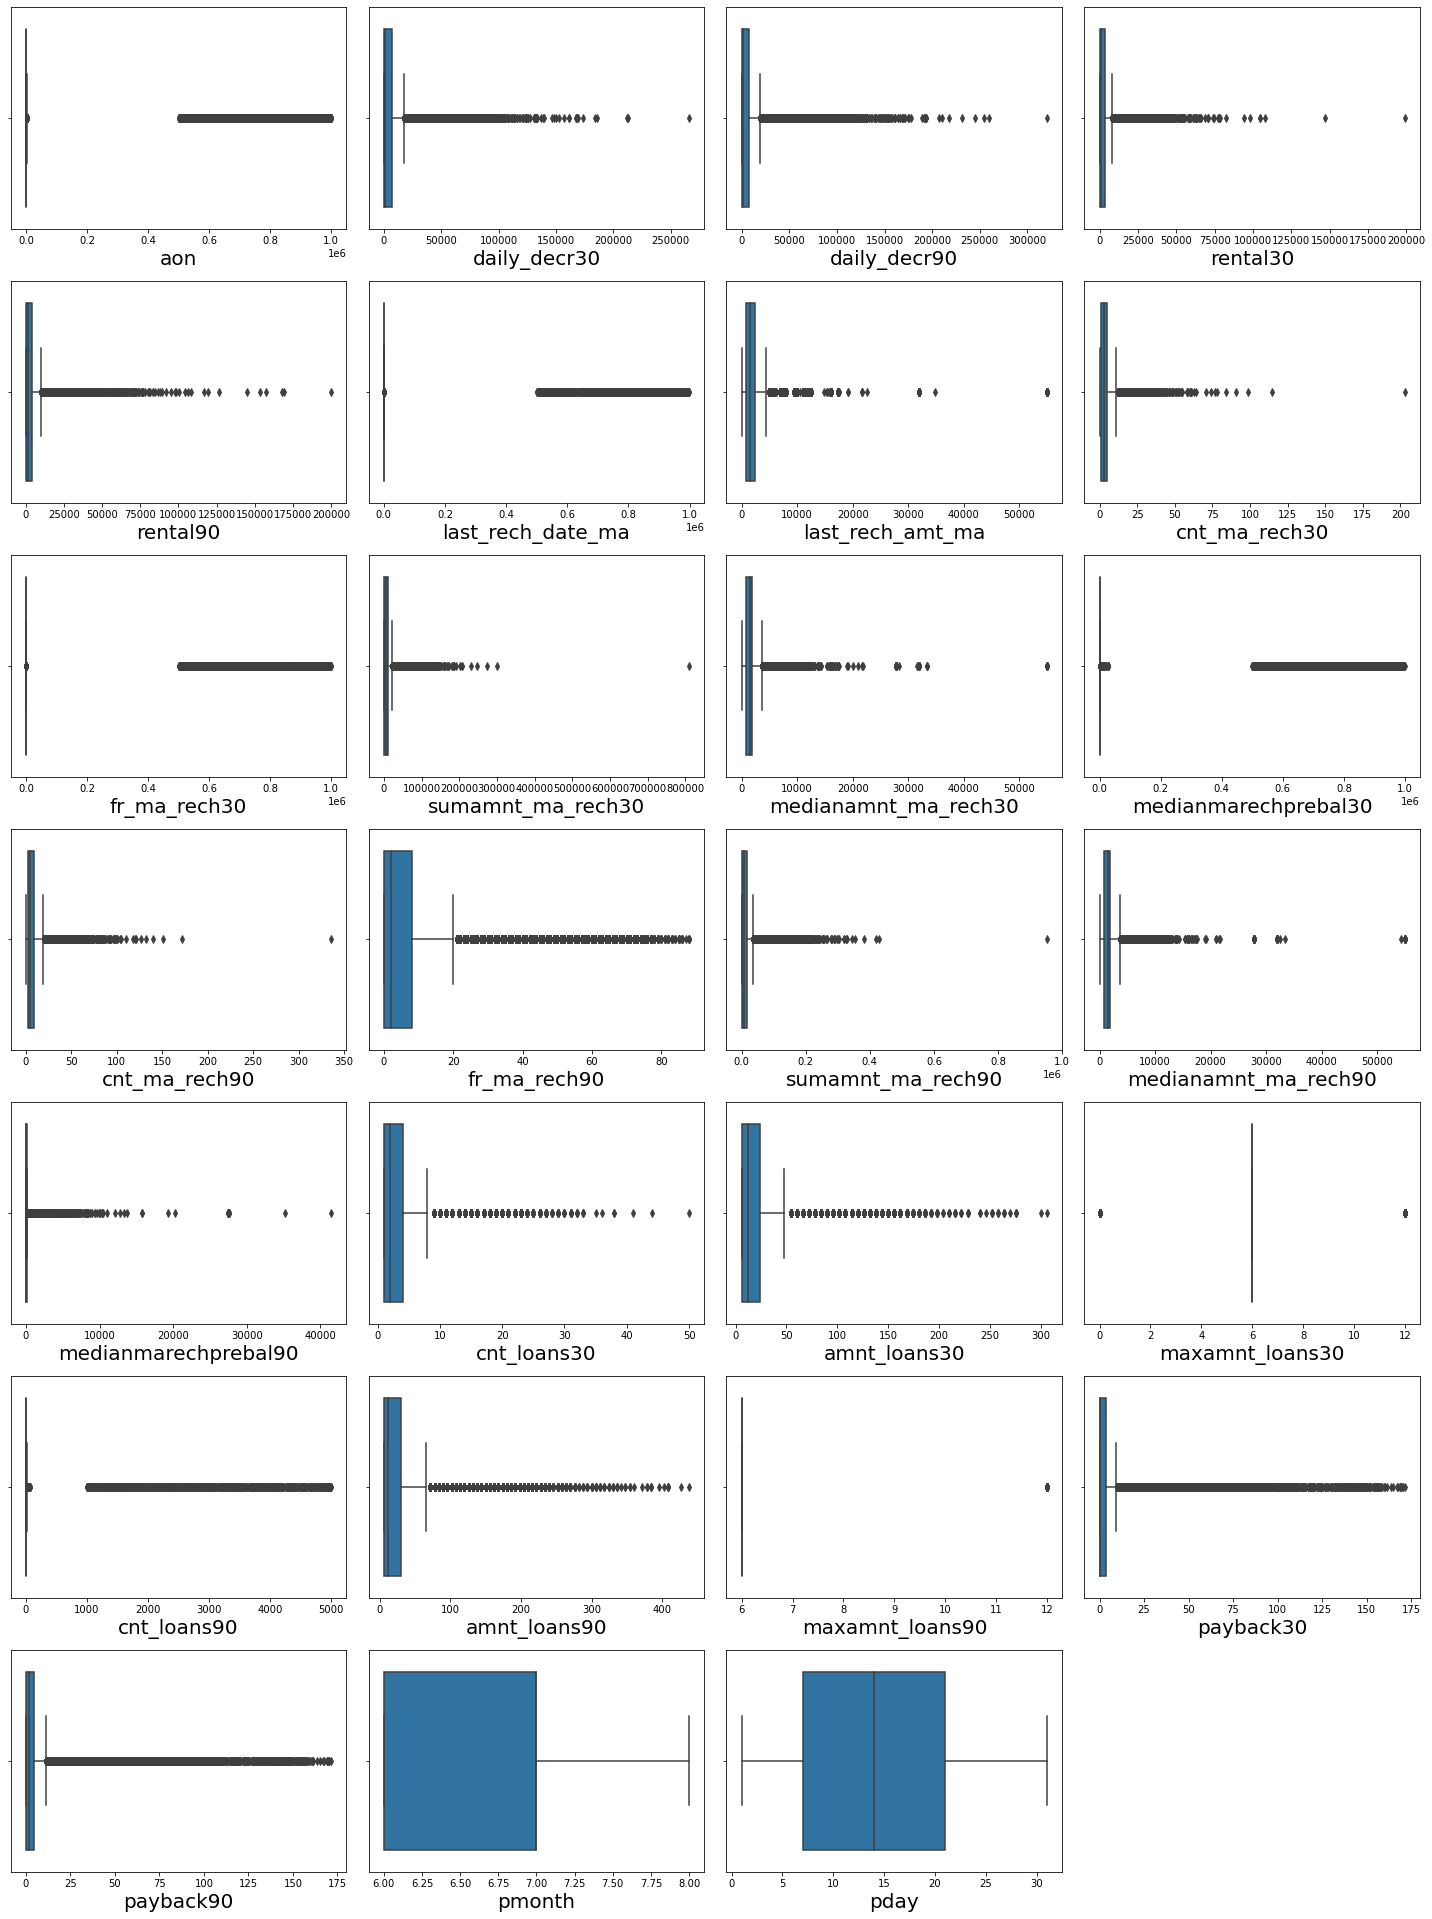 0.0 0.2 0.4 0.6 0.8 1.0
1e6
aon
0 50000 100000 150000 200000 250000
daily_decr30
0 50000 100000 150000 200000 250000 300000
daily_decr90
0 25000 50000 75000 100000 125000 150000 175000 200000
rental30
0 25000 50000 75000 100000 125000 150000 175000 200000
rental90
0.0 0.2 0.4 0.6 0.8 1.0
1e6
last_rech_date_ma
0 10000 20000 30000 40000 50000
last_rech_amt_ma
0 25 50 75 100 125 150 175 200
cnt_ma_rech30
0.0 0.2 0.4 0.6 0.8 1.0
1e6
fr_ma_rech30
0 100000 200000 300000 400000 500000 600000 700000 800000
sumamnt_ma_rech30
0 10000 20000 30000 40000 50000
medianamnt_ma_rech30
0.0 0.2 0.4 0.6 0.8 1.0
1e6
medianmarechprebal30
0 50 100 150 200 250 300 350
cnt_ma_rech90
0 20 40 60 80
fr_ma_rech90
0.0 0.2 0.4 0.6 0.8 1.0
1e6
sumamnt_ma_rech90
0 10000 20000 30000 40000 50000
medianamnt_ma_rech90
0 10000 20000 30000 40000
medianmarechprebal90
0 10 20 30 40 50
cnt_loans30
0 50 100 150 200 250 300
amnt_loans30
0 2 4 6 8 10 12
maxamnt_loans30
0 1000 2000 3000 4000 5000
cnt_loans90
0 100 200 300 400
amnt_loans90
6 7 8 9 10 11 12
maxamnt_loans90
0 25 50 75 100 125 150 175
payback30
0 25 50 75 100 125 150 175
payback90
6.00 6.25 6.50 6.75 7.00 7.25 7.50 7.75 8.00
pmonth
0 5 10 15 20 25 30
pday